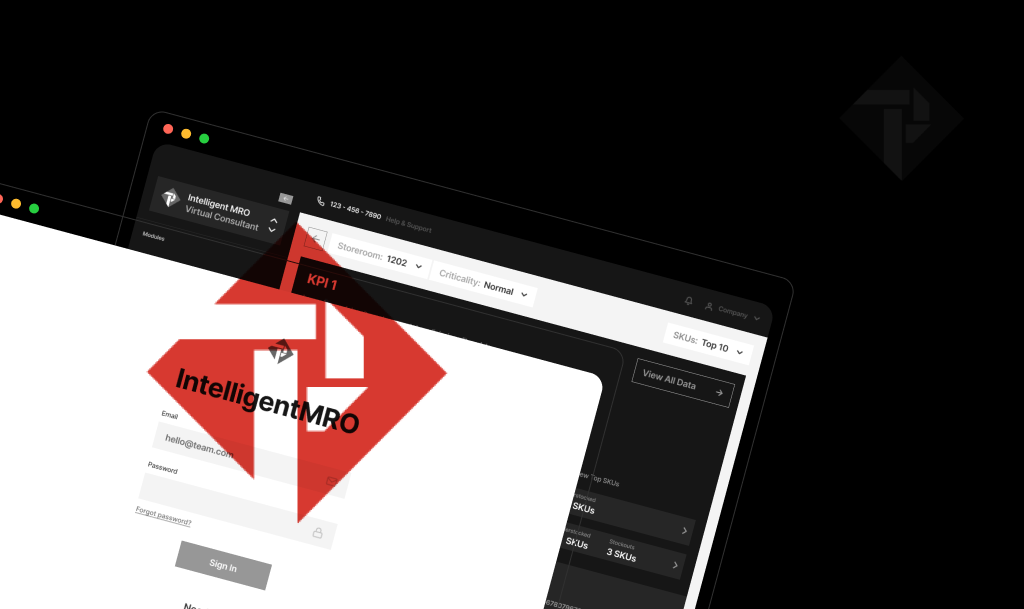 Intelligent MRO
Virtual Consultant
Modules
123 - 456 - 7890 Help & Support
Company
Storeroom: 1202
Criticality: Normal
SKUs: Top 10
KPI 1
View All Data
Top SKUs
SKUs
SKUs
Stockouts
3 SKUs
IntelligentMRO
Email
hello@team.com
Password
Forgot password?
Sign In